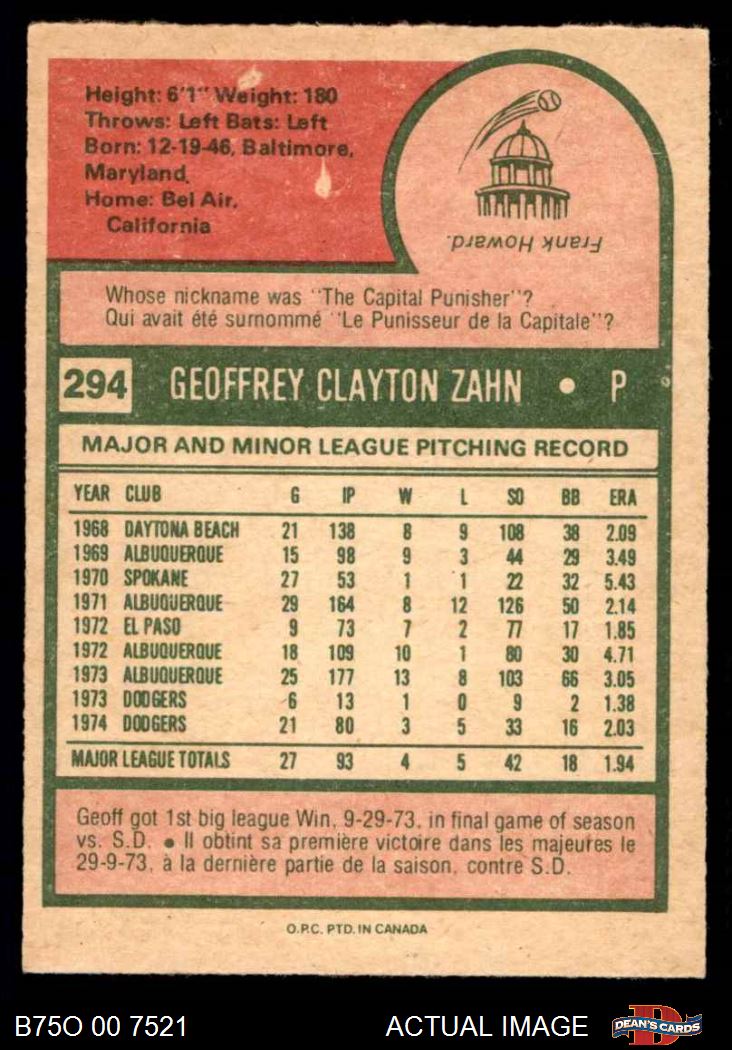 Height: 6'1" Weight: 180
Throws: Left Bats: Left
Born: 12-19-46, Baltimore,
Maryland.
Home: Bel Air,
California
Frank Howard.
Whose nickname was "The Capital Punisher"?
Qui avait été surnommé "Le Punisseur de la Capitale"?
294 GEOFFREY CLAYTON ZAHN • P
MAJOR AND MINOR LEAGUE PITCHING RECORD
YEAR CLUB G IP W L SO BB ERA
1968 DAYTONA BEACH 21 138 8 9 108 38 2.09
1969 ALBUQUERQUE 15 98 9 3 44 29 3.49
1970 SPOKANE 27 53 1 1 22 32 5.43
1971 ALBUQUERQUE 29 164 8 12 126 50 2.14
1972 EL PASO 9 73 7 2 77 17 1.85
1972 ALBUQUERQUE 18 109 10 1 80 30 4.71
1973 ALBUQUERQUE 25 177 13 8 103 66 3.05
1973 DODGERS 6 13 1 0 9 2 1.38
1974 DODGERS 21 80 3 5 33 16 2.03
MAJOR LEAGUE TOTALS 27 93 4 5 42 18 1.94
Geoff got 1st big league Win, 9-29-73, in final game of season
vs. S.D. • Il obtint sa première victoire dans les majeures le
29-9-73, à la dernière partie de la saison, contre S.D.
O.P.C. PTD. IN CANADA
B75O 00 7521 ACTUAL IMAGE D DEAN'S CARDS